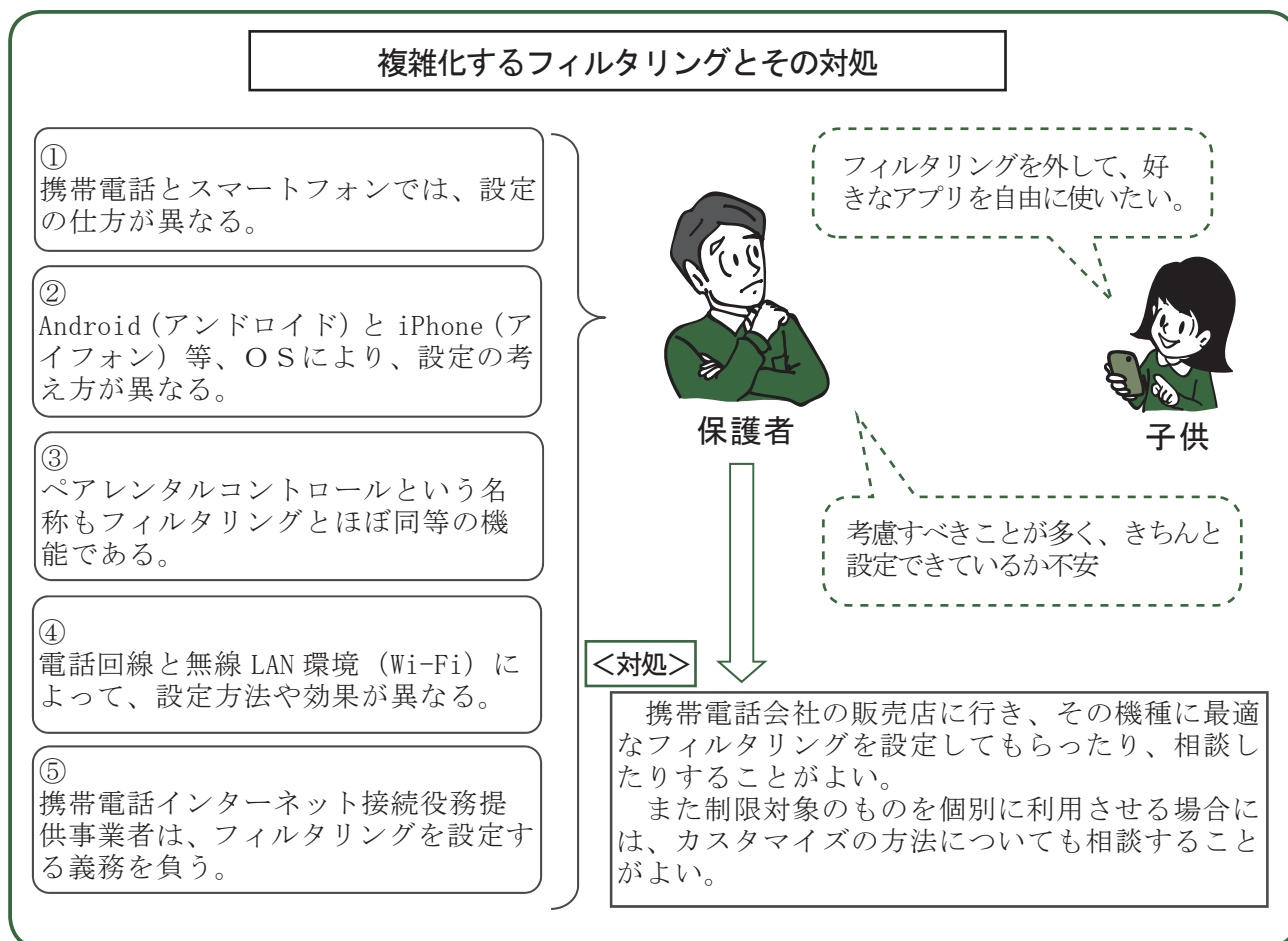 複雑化するフィルタリングとその対処
①
携帯電話とスマートフォンでは、設定
の仕方が異なる。
②
Android(アンドロイド)と iPhone(ア
イフォン)等、ＯＳにより、設定の考
え方が異なる。
③
ペアレンタルコントロールという名
称もフィルタリングとほぼ同等の機
能である。
④
電話回線と無線 LAN 環境 (Wi-Fi) に
よって、設定方法や効果が異なる。
⑤
携帯電話インターネット接続役務提
供事業者は、フィルタリングを設定す
る義務を負う。
フィルタリングを外して、好
きなアプリを自由に使いたい。
保護者
子供
考慮すべきことが多く、きちんと
設定できているか不安
＜対処＞
携帯電話会社の販売店に行き、その機種に最適
なフィルタリングを設定してもらったり、相談し
たりすることがよい。
また制限対象のものを個別に利用させる場合に
は、カスタマイズの方法についても相談すること
がよい。